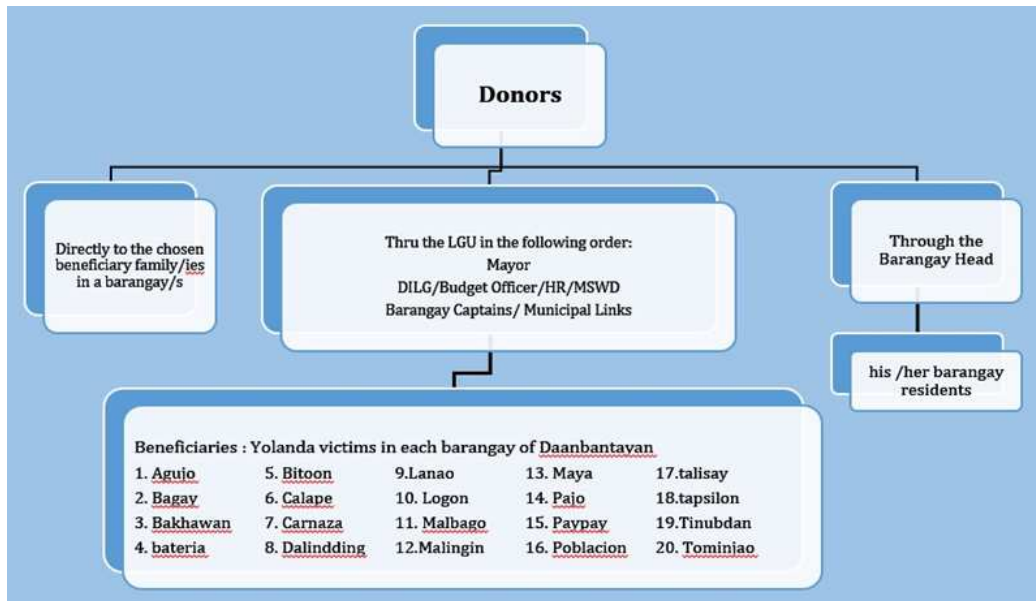 Donors
Directly to the chosen
beneficiary family/ies
in a barangay/s
Thru the LGU in the following order:
Mayor
DILG/Budget Officer/HR/MSWD
Barangay Captains/ Municipal Links
Through the
Barangay Head
his /her barangay
residents
Beneficiaries : Yolanda victims in each barangay of Daanbantayan
1. Agujo 5. Bitoon 9.Lanao 13. Maya 17.talisay
2. Bagay 6. Calape 10. Logon 14. Pajo 18.tapsilon
3. Bakhawan 7. Carnaza 11. Malbago 15. Paypay 19.Tinubdan
4. bateria 8. Dalindding 12.Malingin 16. Poblacion 20. Tominjao